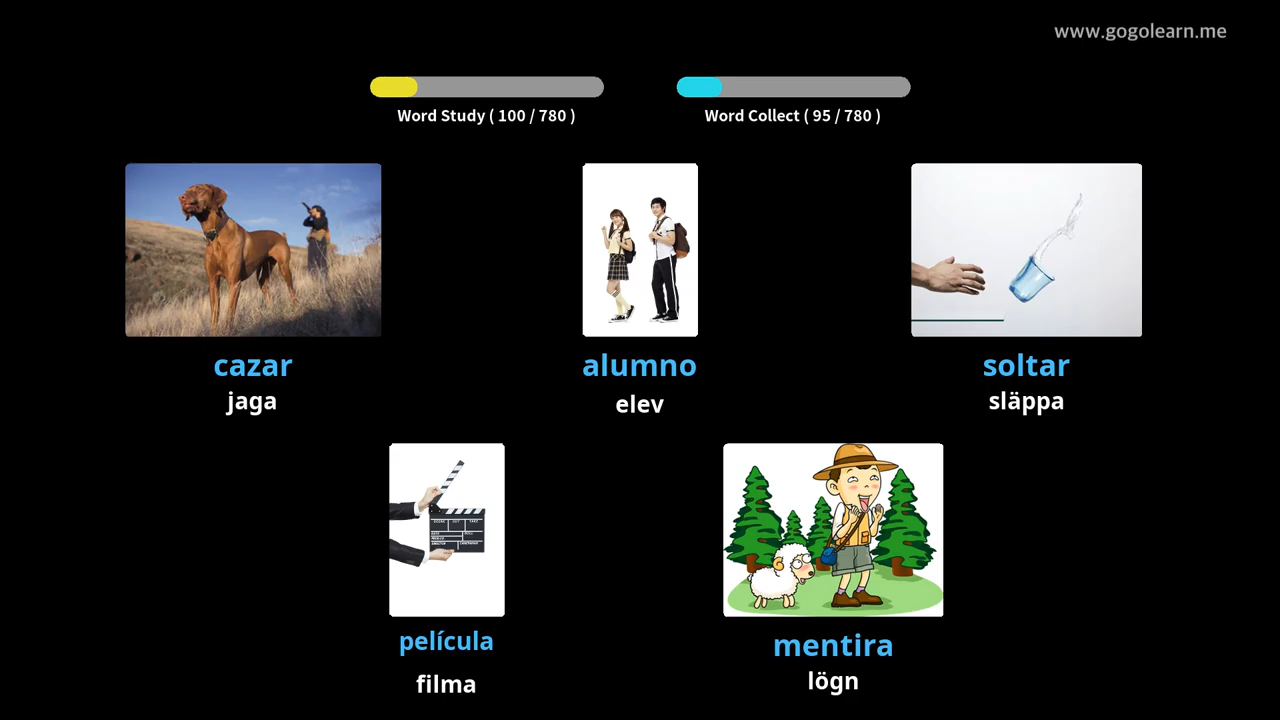 www.gogolearn.me
Word Study ( 100 / 780 )
Word Collect ( 95 / 780 )
cazar
jaga
alumno
elev
soltar
släppa
película
filma
mentira
lögn